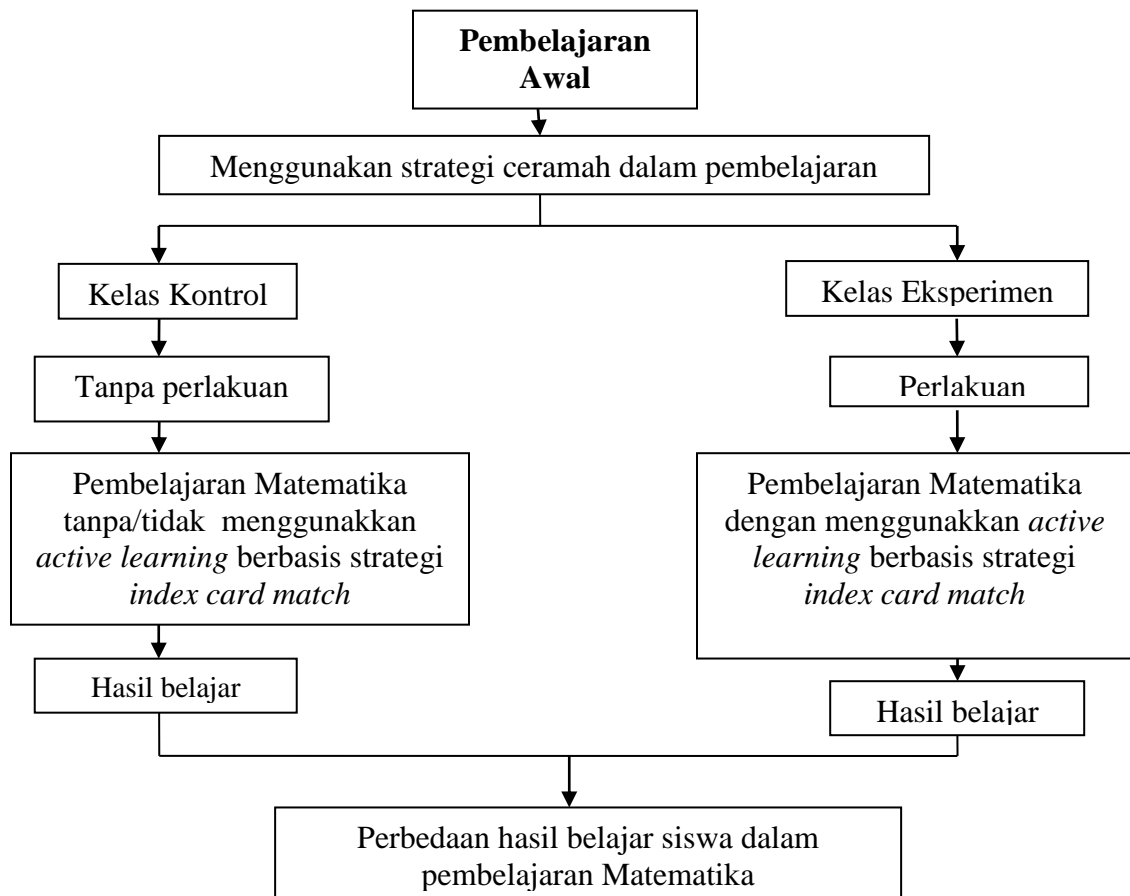 Pembelajaran
Awal
Menggunakan strategi ceramah dalam pembelajaran
Kelas Kontrol
Kelas Eksperimen
Tanpa perlakuan
Perlakuan
Pembelajaran Matematika
tanpa/tidak menggunakkan
active learning berbasis strategi
index card match
Pembelajaran Matematika
dengan menggunakkan active
learning berbasis strategi
index card match
Hasil belajar
Hasil belajar
Perbedaan hasil belajar siswa dalam
pembelajaran Matematika